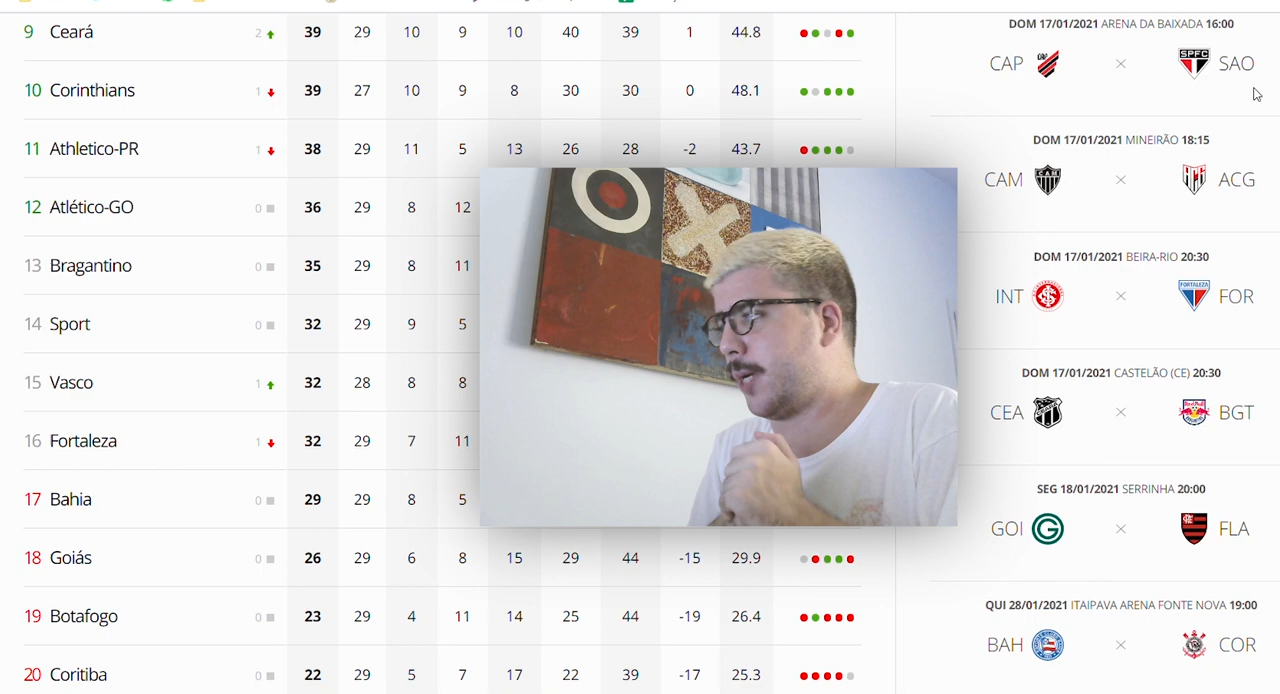 9 Ceará 2 39 29 10 9 10 40 39 1 44.8
10 Corinthians 1 39 27 10 9 8 30 30 0 48.1
11 Athletico-PR 1 38 29 11 5 13 26 28 -2 43.7
12 Atlético-GO 0 36 29 8 12
13 Bragantino 0 35 29 8 11
14 Sport 0 32 29 9 5
15 Vasco 1 32 28 8 8
16 Fortaleza 1 32 29 7 11
17 Bahia 0 29 29 8 5
18 Goiás 0 26 29 6 8 15 29 44 -15 29.9
19 Botafogo 0 23 29 4 11 14 25 44 -19 26.4
20 Coritiba 0 22 29 5 7 17 22 39 -17 25.3
DOM 17/01/2021 ARENA DA BAIXADA 16:00
CAP × SPFC SAO
DOM 17/01/2021 MINEIRÃO 18:15
CAM CAM × ACG
DOM 17/01/2021 BEIRA-RIO 20:30
INT × FORTALEZA FOR
DOM 17/01/2021 CASTELÃO (CE) 20:30
CEA × BGT
SEG 18/01/2021 SERRINHA 20:00
GOI G × FLA
QUI 28/01/2021 ITAIPAVA ARENA FONTE NOVA 19:00
BAH × COR